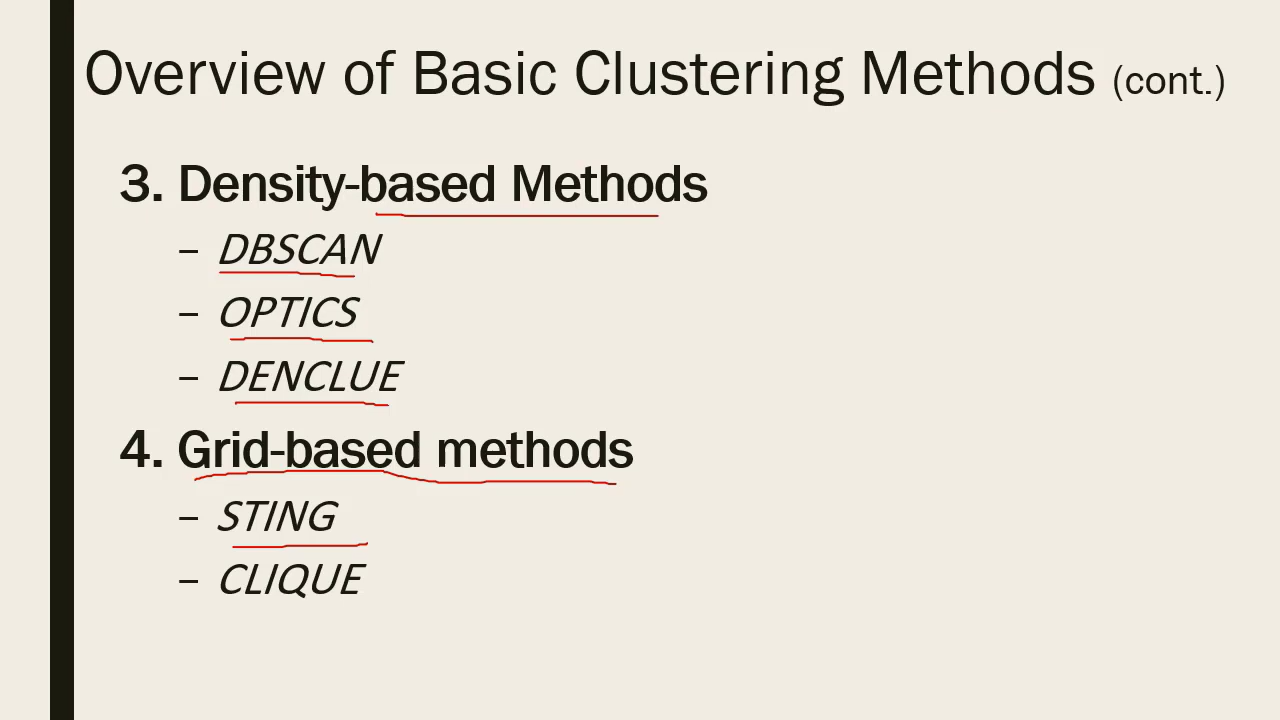 Overview of Basic Clustering Methods (cont.)
3. Density-based Methods
– DBSCAN
– OPTICS
– DENCLUE
4. Grid-based methods
– STING
– CLIQUE